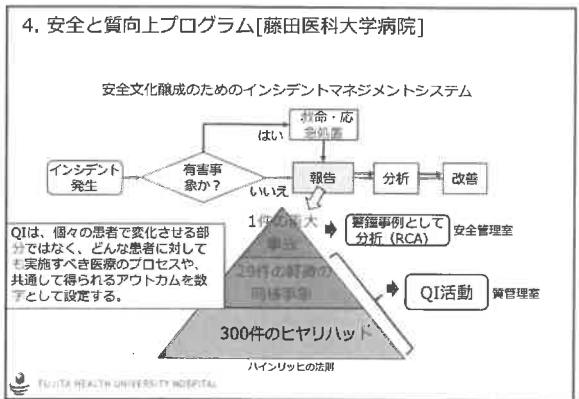 4. 安全と質向上プログラム[藤田医科大学病院]
安全文化醸成のためのインシデントマネジメントシステム
救命・応
急処置
はい
インシデント
発生
有害事
象か？
いいえ
報告
分析
改善
1件の重大
事故
警鐘事例として
分析（RCA）
安全管理室
QIは、個々の患者で変化させる部
分ではなく、どんな患者に対して
も実施すべき医療のプロセスや、
共通して得られるアウトカムを数
字として設定する。
29件の軽微の
同種事象
QI活動
質管理室
300件のヒヤリハッド
ハインリッヒの法則
FUJITA HEALTH UNIVERSITY HOSPITAL